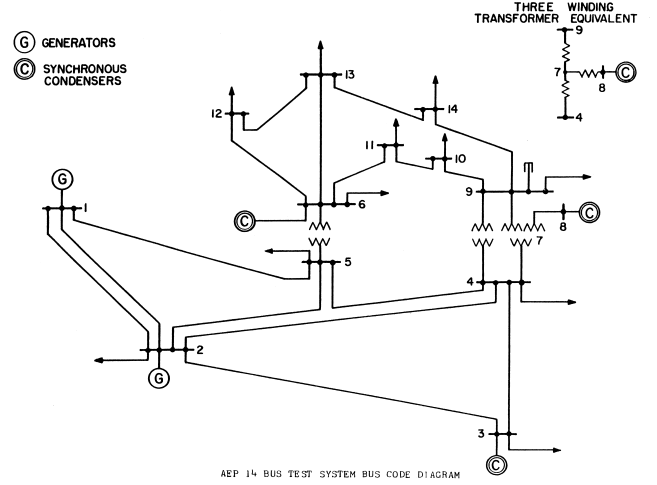 THREE WINDING
TRANSFORMER EQUIVALENT
G GENERATORS
C SYNCHRONOUS
CONDENSERS
9
7
C
8
4
13
14
12
11
10
9
G
1
C
6
C
8
7
5
4
2
G
3
C
AEP 14 BUS TEST SYSTEM BUS CODE DIAGRAM